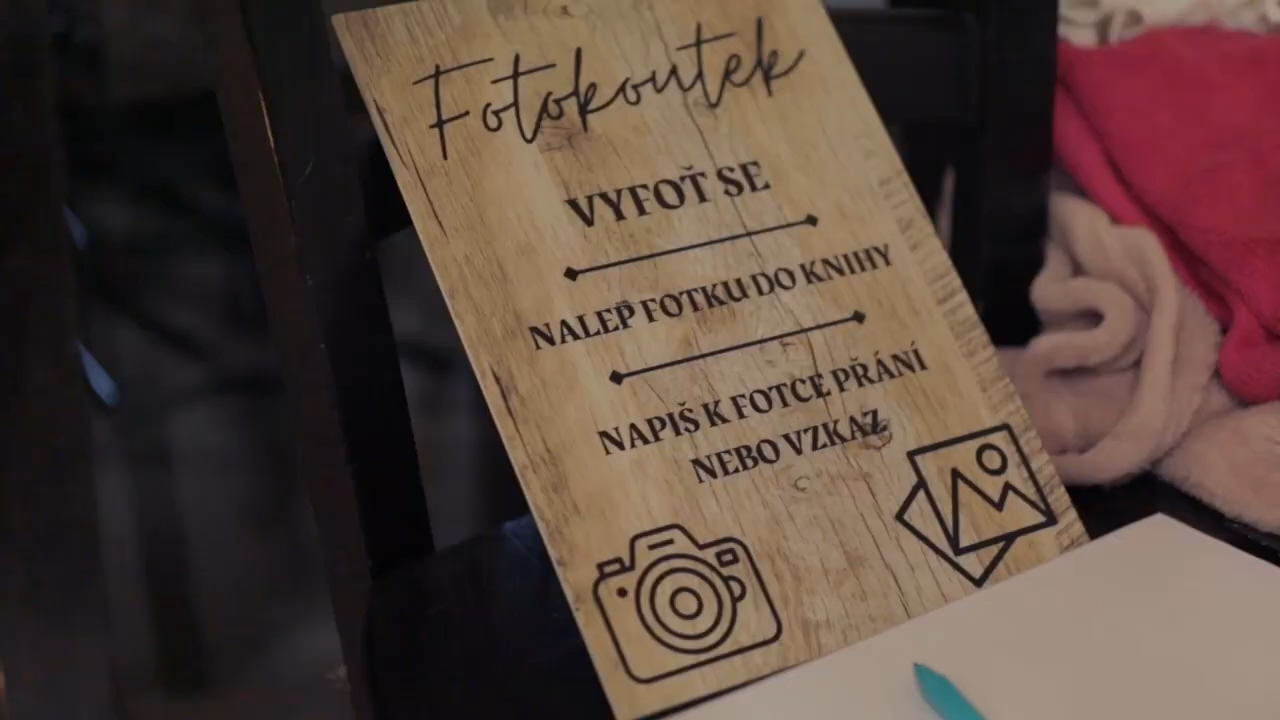 Fotokoutek
VYFOŤ SE
NALEP FOTKU DO KNIHY
NAPIŠ K FOTCE PŘÁNÍ
NEBO VZKAZ